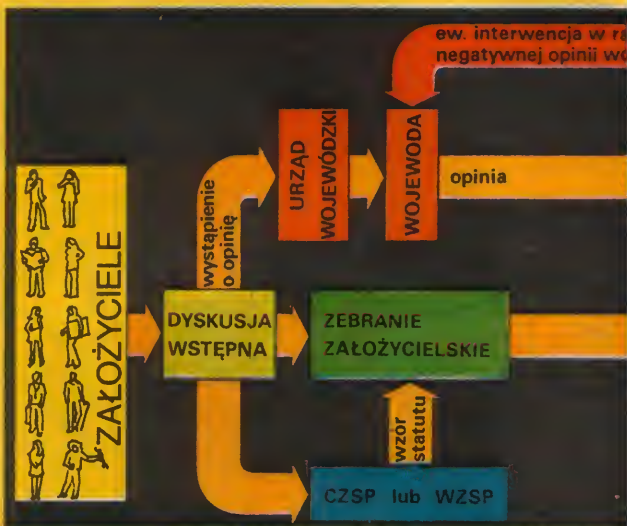 ew. interwencja w
negatywnej opinii
URZĄD
WOJEWÓDZKI
WOJEWODA
opinia
wystąpienie
o opinię
ZAŁOŻYCIELE
DYSKUSJA
WSTĘPNA
ZEBRANIE
ZAŁOŻYCIELSKIE
wzór
statutu
CZSP lub WZSP